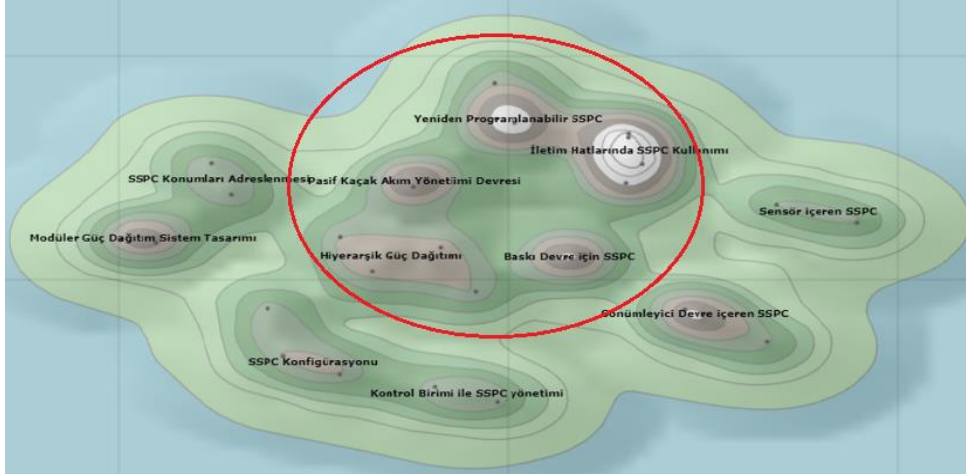 Yeniden Programlanabilir SSPC
İletim Hatlarında SSPC Kullanımı
SSPC Konumları Adreslenmesi
Pasif Kaçak Akım Yönetiimi Devresi
Sensör içeren SSPC
Modüler Güç Dağıtım Sistem Tasarımı
Hiyerarşik Güç Dağıtımı
Baskı Devre için SSPC
Sönümleyici Devre içeren SSPC
SSPC Konfigürasyonu
Kontrol Birimi ile SSPC yönetimi